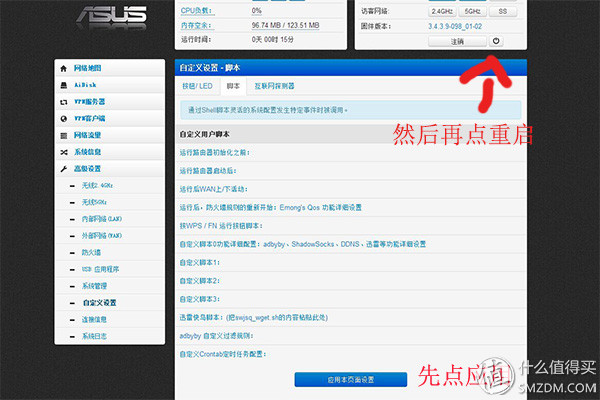 ASUS
CPU负载: 0%
内存空余: 96.74 MB / 123.51 MB
运行时间: 0天 00时 15分
访客网络: 2.4GHz 5GHz SS
固件版本: 3.4.3.9-098_01-02
注销
然后再点重启
网络地图
AiDisk
VPN服务器
VPN客户端
网络流量
系统信息
高级设置
无线2.4GHz
无线5GHz
内部网络(LAN)
外部网络(WAN)
防火墙
USB 应用程序
系统管理
自定义设置
连接信息
系统日志
自定义设置 - 脚本
按钮/ LED 脚本 互联网探测器
通过Shell脚本灵活的系统配置发生特定事件时被调用。
自定义用户脚本
运行路由器初始化之前:
运行路由器启动后:
运行后WAN上/下活动:
运行后，防火墙规则的重新开始: Emong's Qos 功能详细设置
按WPS / FN 运行按钮脚本:
自定义脚本0功能详细配置: adbyby、ShadowSocks、DDNS、迅雷等功能详细设置
自定义脚本1:
自定义脚本2:
自定义脚本3:
迅雷快鸟脚本: (把swjsq_wget.sh的内容粘贴此处)
adbyby 自定义过滤规则:
自定义Crontab定时任务配置:
应用本页面设置
先点应用
值 什么值得买
SMZDM.COM